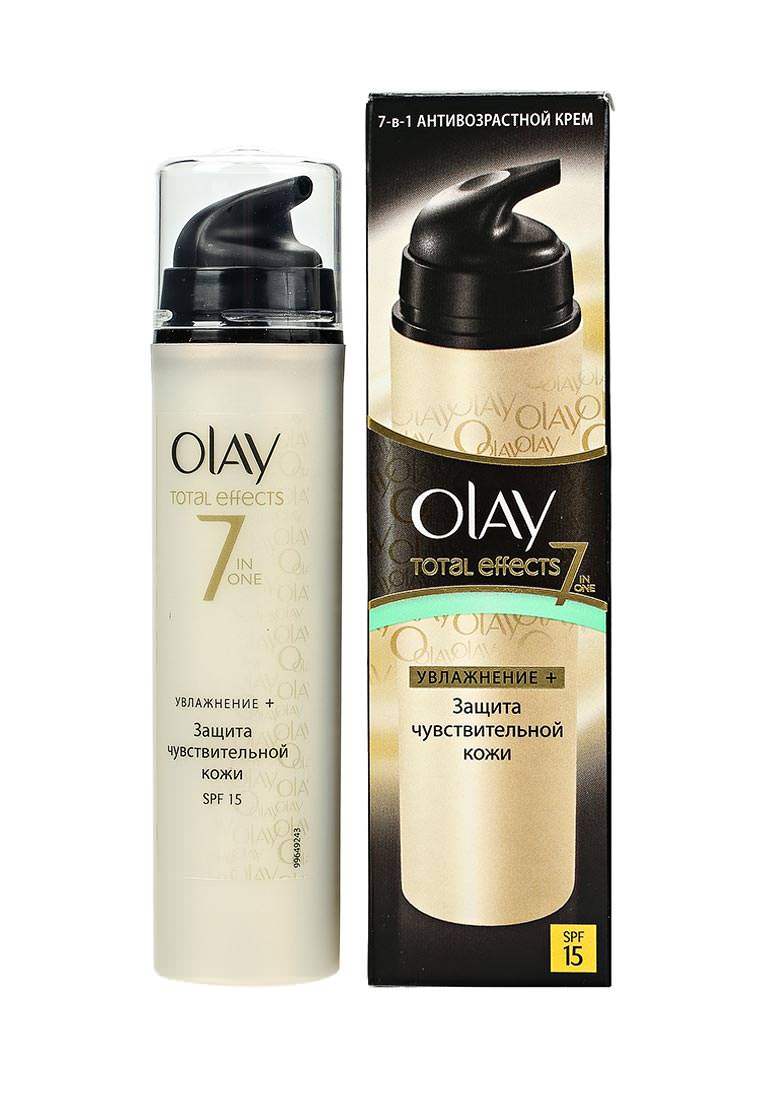 OLAY
TOTAL EFFECTS
7 IN ONE
УВЛАЖНЕНИЕ +
Защита
чувствительной
кожи
SPF 15
99649243
7-в-1 АНТИВОЗРАСТНОЙ КРЕМ
OLAY
TOTAL EFFECTS 7 IN ONE
УВЛАЖНЕНИЕ +
Защита
чувствительной
кожи
SPF
15